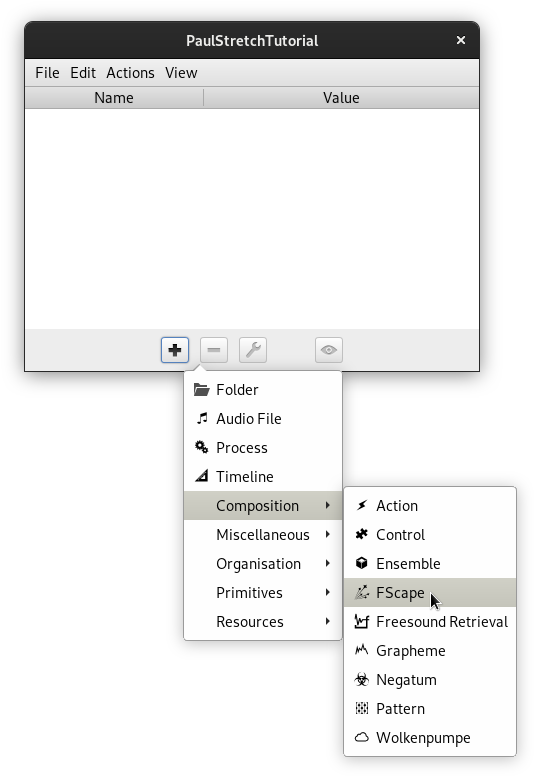 PaulStretchTutorial
File Edit Actions View
Name Value
Folder
Audio File
Process
Timeline
Composition
Miscellaneous
Organisation
Primitives
Resources
Action
Control
Ensemble
FScape
Freesound Retrieval
Grapheme
Negatum
Pattern
Wolkenpumpe